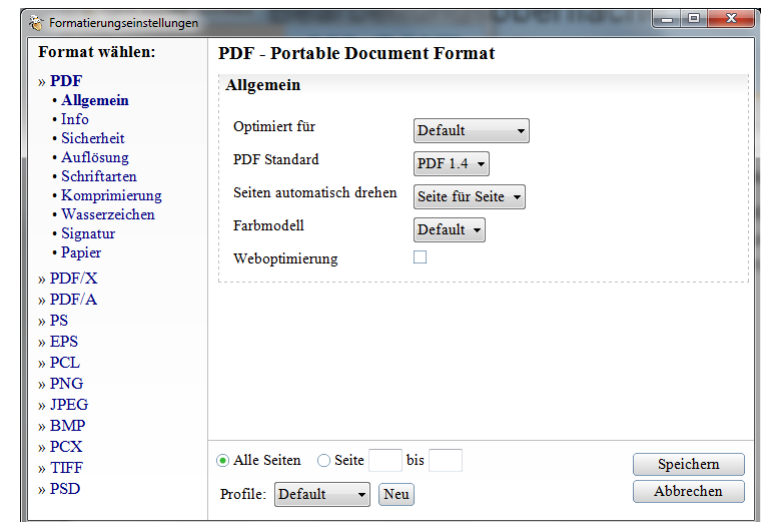 Formatierungseinstellungen
Format wählen:
» PDF
• Allgemein
• Info
• Sicherheit
• Auflösung
• Schriftarten
• Komprimierung
• Wasserzeichen
• Signatur
• Papier
» PDF/X
» PDF/A
» PS
» EPS
» PCL
» PNG
» JPEG
» BMP
» PCX
» TIFF
» PSD
PDF - Portable Document Format
Allgemein
Optimiert für Default
PDF Standard PDF 1.4
Seiten automatisch drehen Seite für Seite
Farbmodell Default
Weboptimierung
Alle Seiten Seite bis
Profile: Default Neu
Speichern
Abbrechen